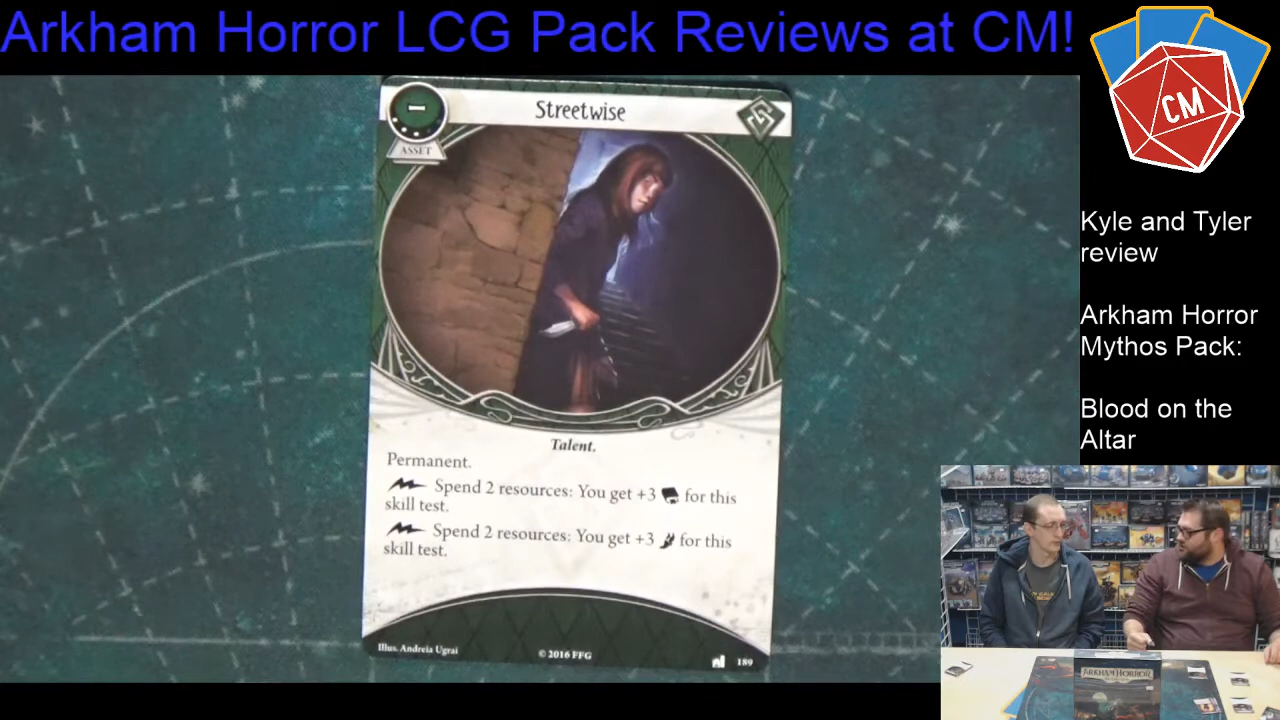 Arkham Horror LCG Pack Reviews at CM!
CM
Kyle and Tyler
review
Arkham Horror
Mythos Pack:
Blood on the
Altar
Streetwise
ASSET
Talent.
Permanent.
Spend 2 resources: You get +3 for this
skill test.
Spend 2 resources: You get +3 for this
skill test.
Illus. Andreia Ugrai
© 2016 FFG
189
ARKHAM HORROR